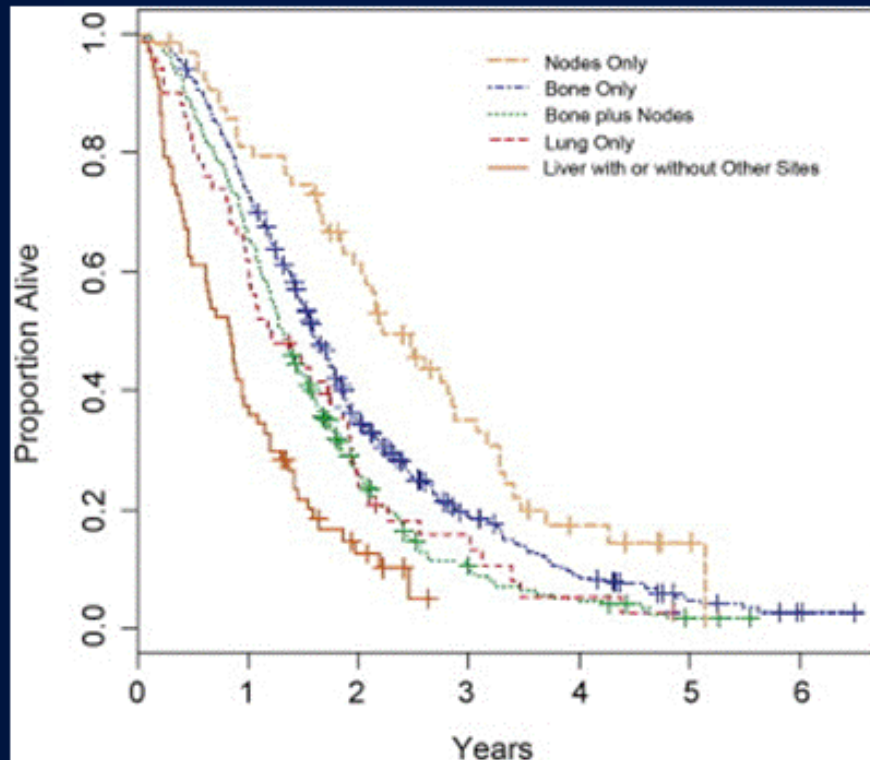 Proportion Alive
1.0
0.8
0.6
0.4
0.2
0.0
Nodes Only
Bone Only
Bone plus Nodes
Lung Only
Liver with or without Other Sites
0 1 2 3 4 5 6
Years